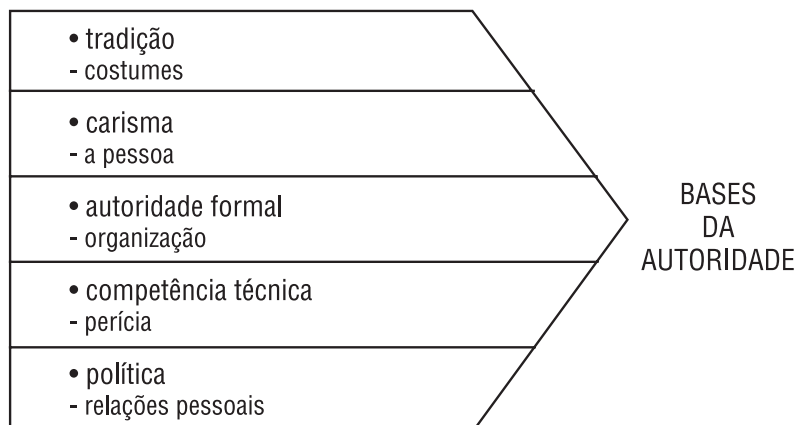 • tradição
- costumes
• carisma
- a pessoa
• autoridade formal
- organização
• competência técnica
- perícia
• política
- relações pessoais
BASES
DA
AUTORIDADE